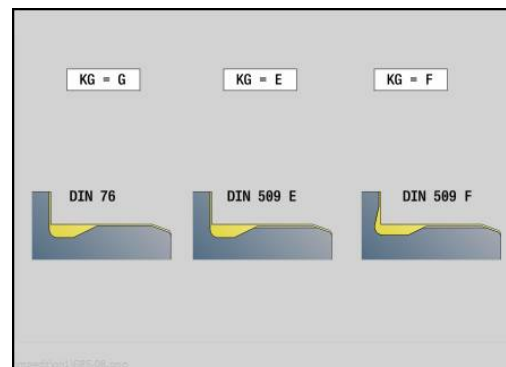 KG = G KG = E KG = F
DIN 76 DIN 509 E DIN 509 F